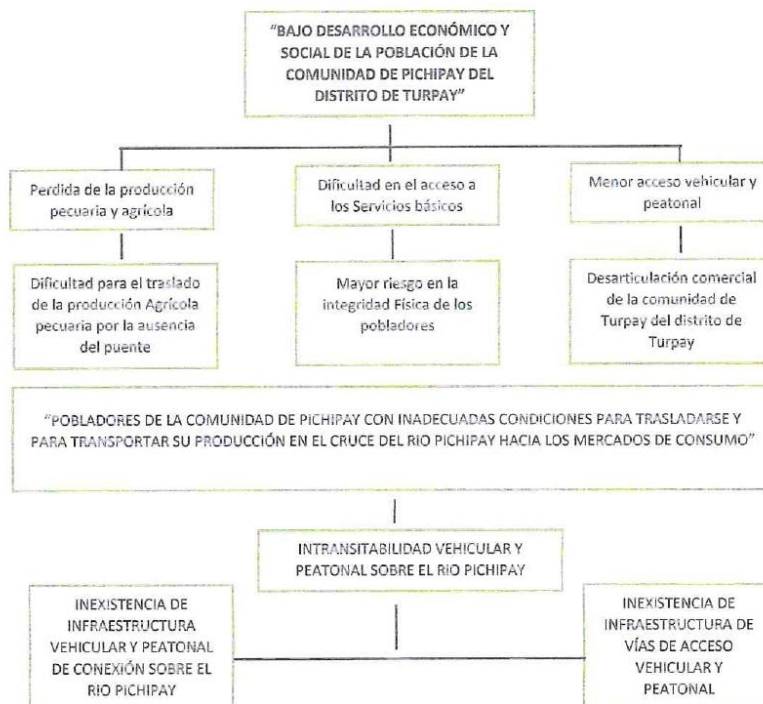 “BAJO DESARROLLO ECONÓMICO Y
SOCIAL DE LA POBLACIÓN DE LA
COMUNIDAD DE PICHIPAY DEL
DISTRITO DE TURPAY”
Perdida de la producción
pecuaria y agrícola
Dificultad en el acceso a
los Servicios básicos
Menor acceso vehicular y
peatonal
Dificultad para el traslado
de la producción Agrícola
pecuaria por la ausencia
del puente
Mayor riesgo en la
integridad Física de los
pobladores
Desarticulación comercial
de la comunidad de
Turpay del distrito de
Turpay
“POBLADORES DE LA COMUNIDAD DE PICHIPAY CON INADECUADAS CONDICIONES PARA TRASLADARSE Y
PARA TRANSPORTAR SU PRODUCCIÓN EN EL CRUCE DEL RIO PICHIPAY HACIA LOS MERCADOS DE CONSUMO”
INTRANSITABILIDAD VEHICULAR Y
PEATONAL SOBRE EL RIO PICHIPAY
INEXISTENCIA DE
INFRAESTRUCTURA
VEHICULAR Y PEATONAL
DE CONEXIÓN SOBRE EL
RIO PICHIPAY
INEXISTENCIA DE
INFRAESTRUCTURA DE
VÍAS DE ACCESO
VEHICULAR Y
PEATONAL